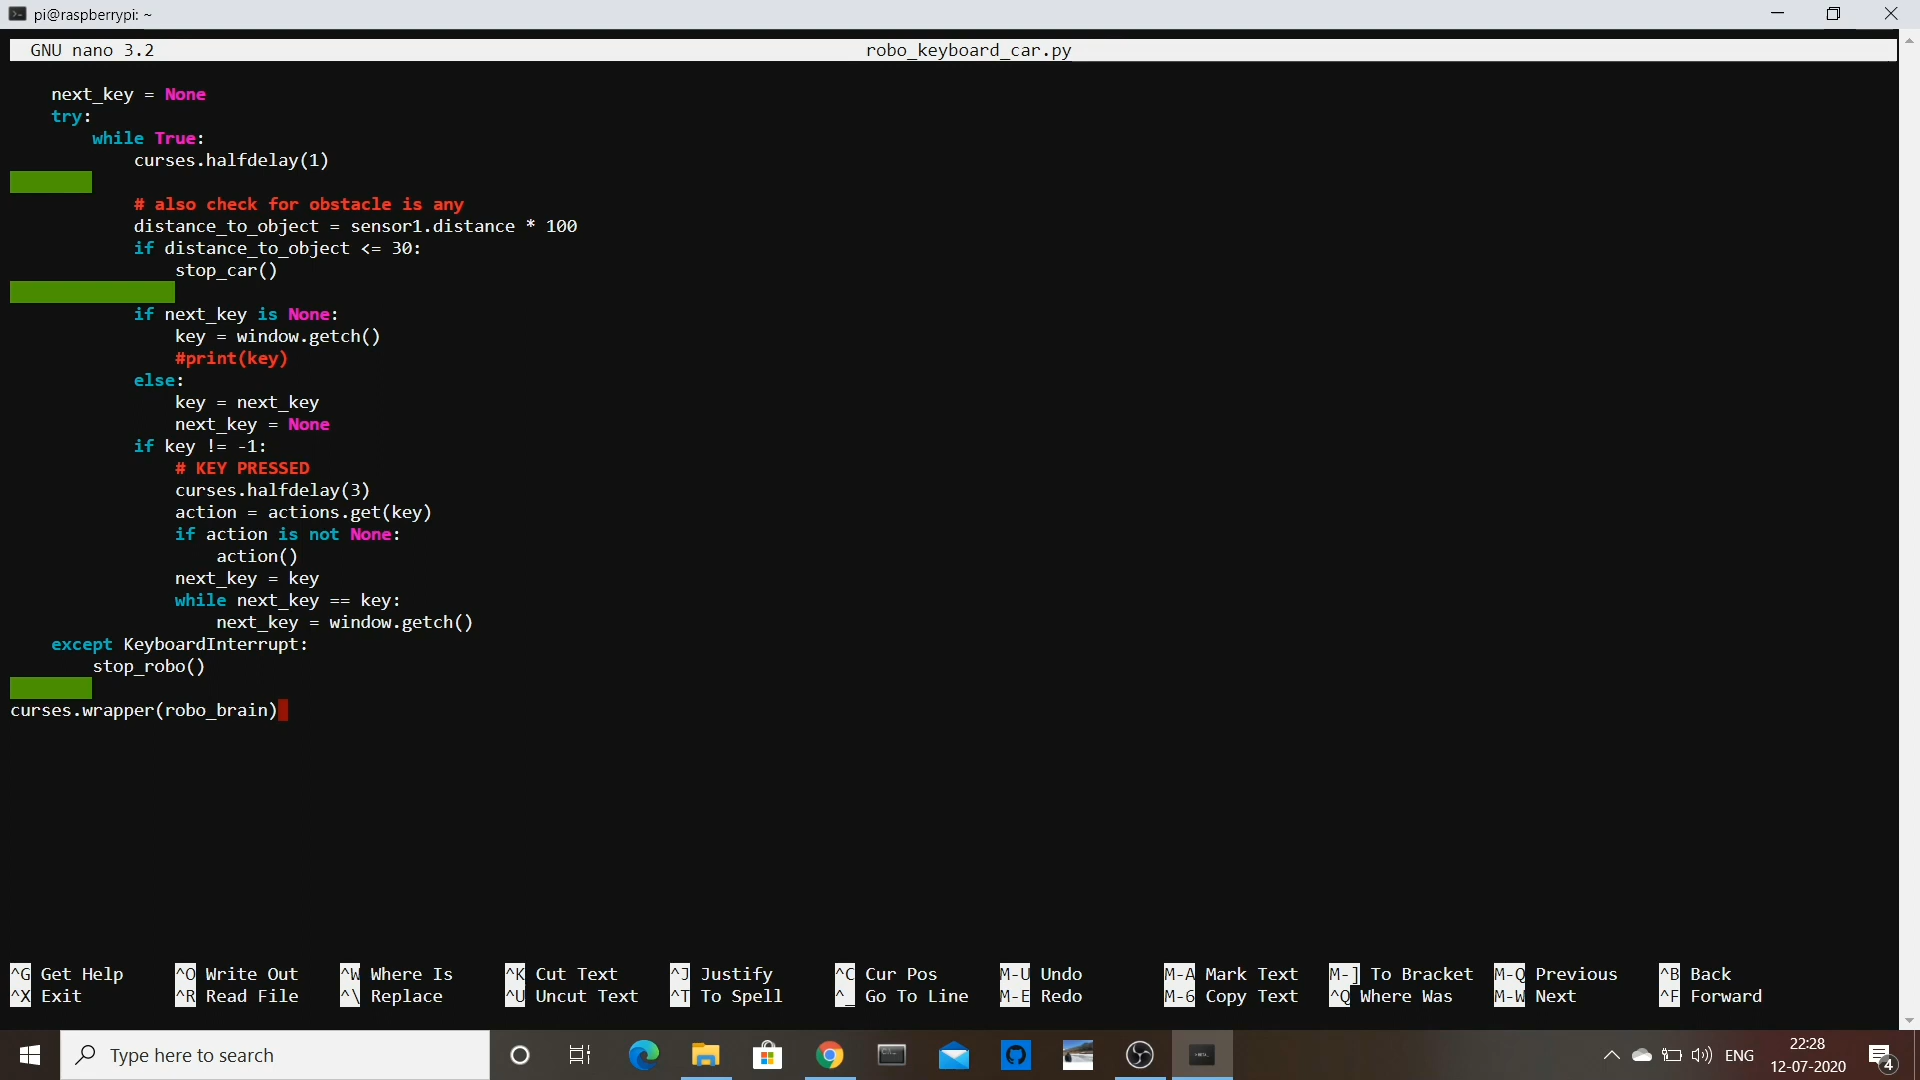 pi@raspberrypi: ~
GNU nano 3.2 robo_keyboard_car.py
next_key = None
try:
while True:
curses.halfdelay(1)
# also check for obstacle is any
distance_to_object = sensor1.distance * 100
if distance_to_object <= 30:
stop_car()
if next_key is None:
key = window.getch()
#print(key)
else:
key = next_key
next_key = None
if key != -1:
# KEY PRESSED
curses.halfdelay(3)
action = actions.get(key)
if action is not None:
action()
next_key = key
while next_key == key:
next_key = window.getch()
except KeyboardInterrupt:
stop_robo()
curses.wrapper(robo_brain)
^G Get Help ^O Write Out ^W Where Is ^K Cut Text ^J Justify ^C Cur Pos M-U Undo M-A Mark Text M-] To Bracket M-Q Previous ^B Back
^X Exit ^R Read File ^\ Replace ^U Uncut Text ^T To Spell ^_ Go To Line M-E Redo M-6 Copy Text ^Q Where Was M-W Next ^F Forward
Type here to search ENG 22:28
12-07-2020 4